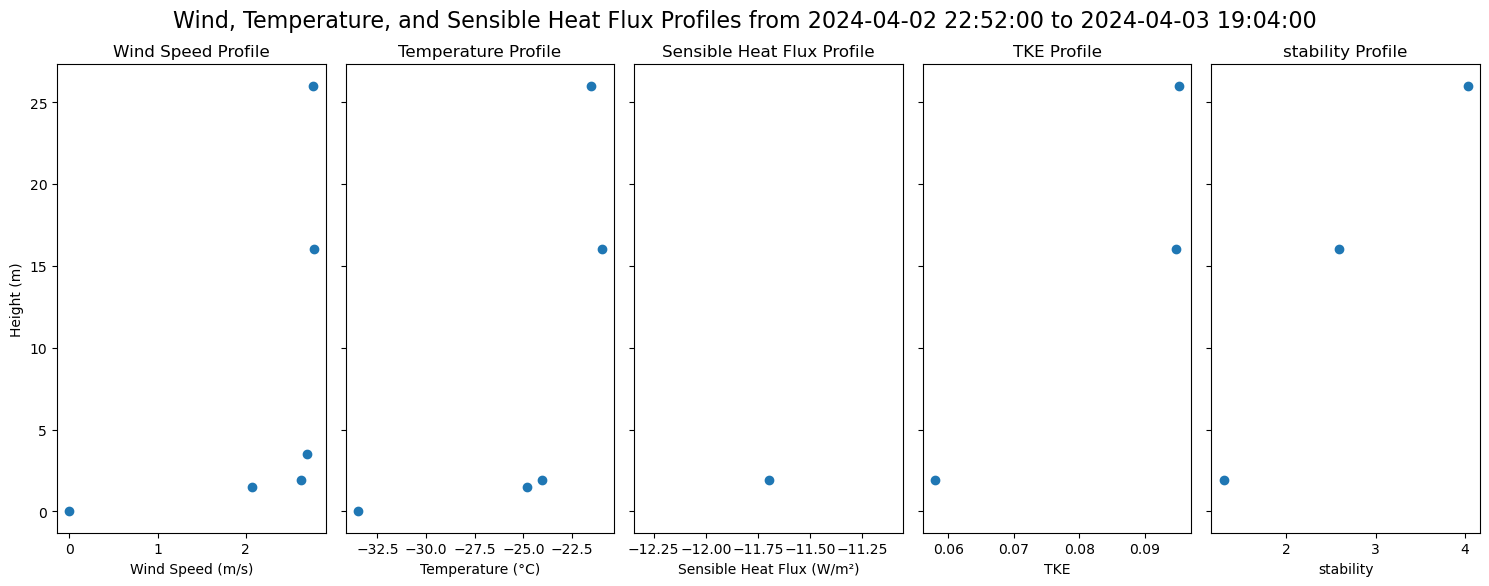 Wind, Temperature, and Sensible Heat Flux Profiles from 2024-04-02 22:52:00 to 2024-04-03 19:04:00
Wind Speed Profile
Temperature Profile
Sensible Heat Flux Profile
TKE Profile
stability Profile
Height (m)
25
20
15
10
5
0
0 1 2
−32.5 −30.0 −27.5 −25.0 −22.5
−12.25 −12.00 −11.75 −11.50 −11.25
0.06 0.07 0.08 0.09
2 3 4
Wind Speed (m/s)
Temperature (°C)
Sensible Heat Flux (W/m²)
TKE
stability